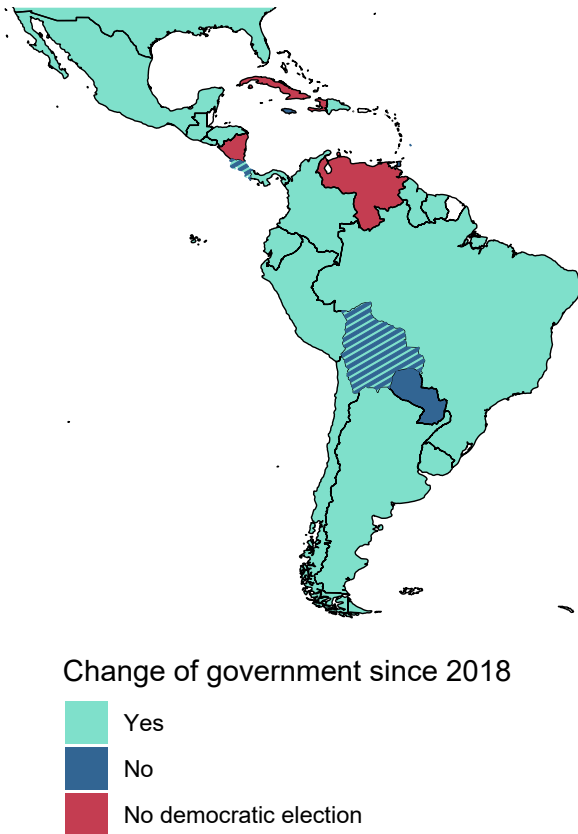 Change of government since 2018
Yes
No
No democratic election